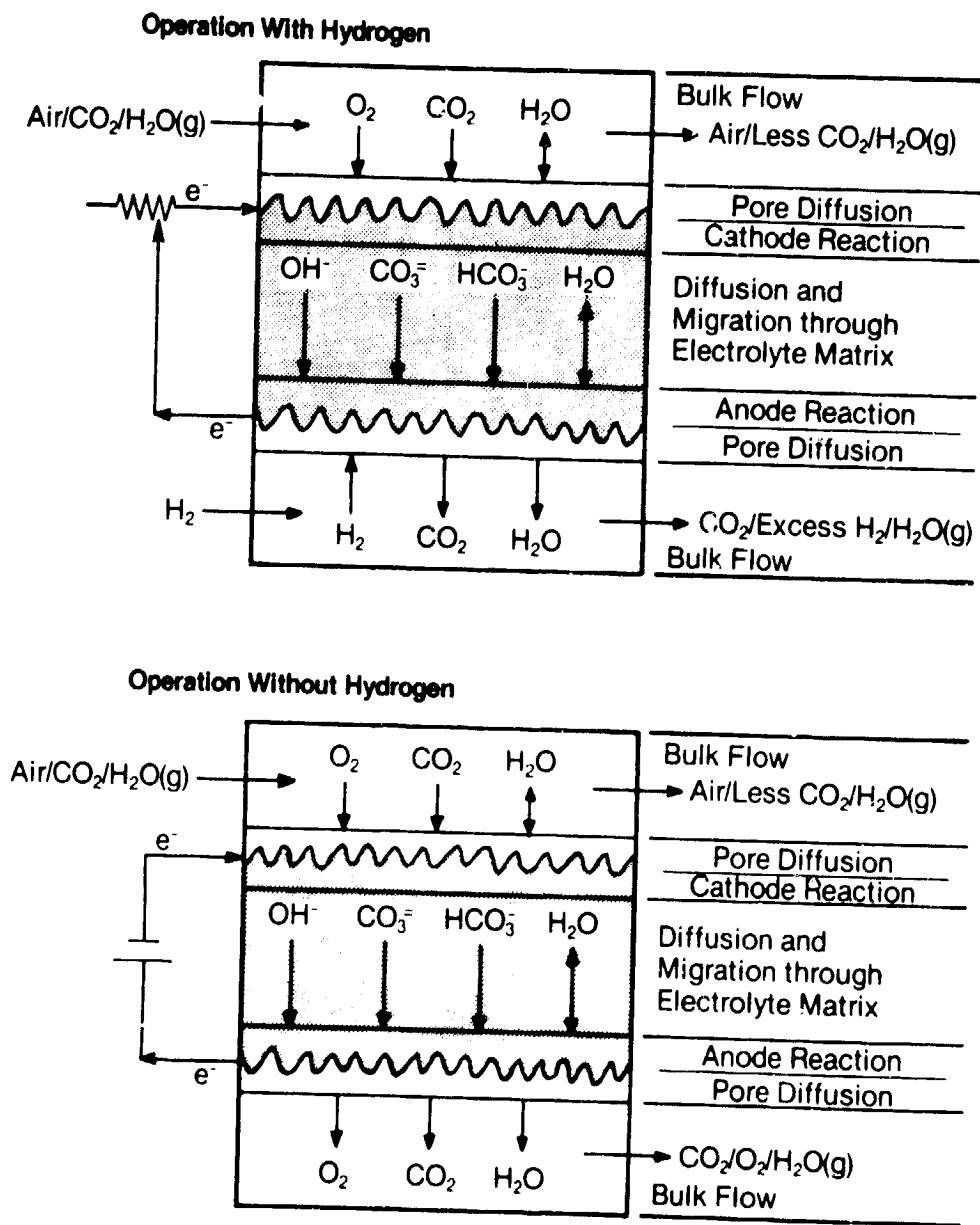 Operation With Hydrogen
Bulk Flow
O₂ CO₂ H₂O
Air/CO₂/H₂O(g)
Air/Less CO₂/H₂O(g)
e⁻
Pore Diffusion
Cathode Reaction
OH⁻ CO₃⁼ HCO₃⁻ H₂O
Diffusion and
Migration through
Electrolyte Matrix
Anode Reaction
e⁻
Pore Diffusion
H₂
H₂ CO₂ H₂O
CO₂/Excess H₂/H₂O(g)
Bulk Flow
Operation Without Hydrogen
Bulk Flow
O₂ CO₂ H₂O
Air/CO₂/H₂O(g)
Air/Less CO₂/H₂O(g)
e⁻
Pore Diffusion
Cathode Reaction
OH⁻ CO₃⁼ HCO₃⁻ H₂O
Diffusion and
Migration through
Electrolyte Matrix
Anode Reaction
e⁻
Pore Diffusion
O₂ CO₂ H₂O
CO₂/O₂/H₂O(g)
Bulk Flow